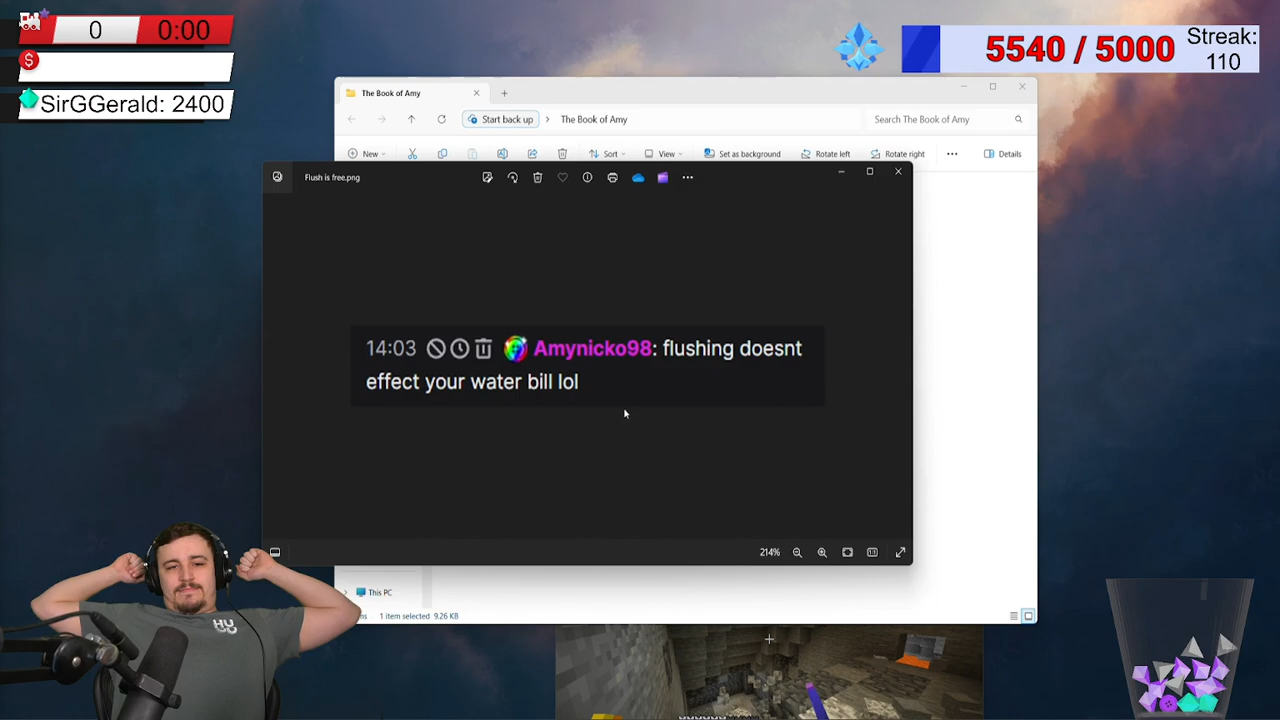 0
0:00
5540 / 5000
Streak:
110
$
SirGGerald: 2400
The Book of Amy
Start back up
The Book of Amy
Search The Book of Amy
New
Sort
View
Set as background
Rotate left
Rotate right
Details
Flush is free.png
14:03 Amynicko98: flushing doesnt
effect your water bill lol
214%
This PC
1 item selected 9.26 KB